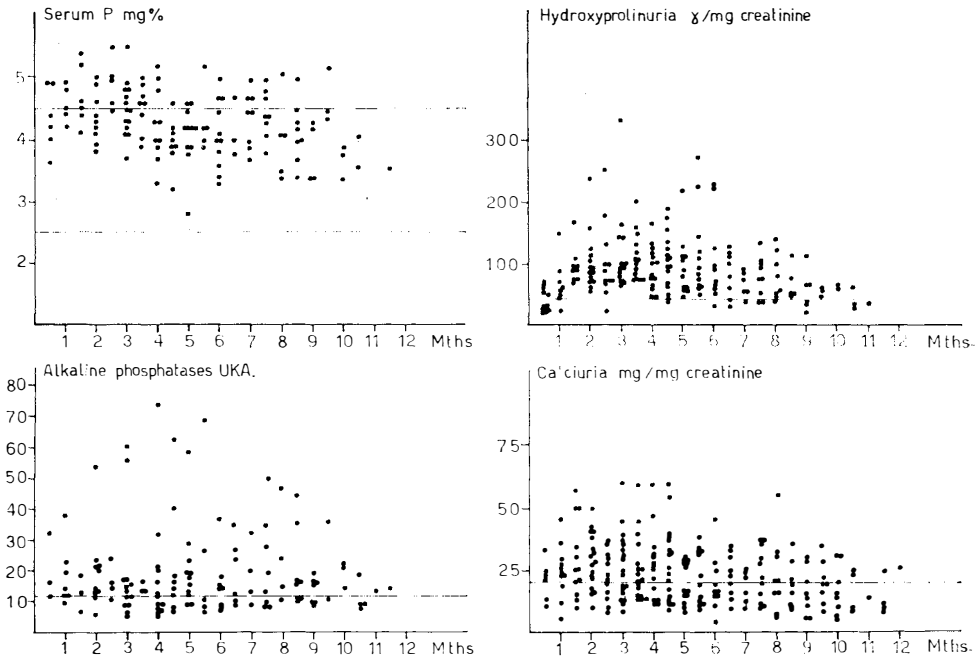 Serum P mg%
5
4
3
2
1 2 3 4 5 6 7 8 9 10 11 12 Mths
Hydroxyprolinuria ɣ/mg creatinine
300
200
100
1 2 3 4 5 6 7 8 9 10 11 12 Mths-
Alkaline phosphatases UKA.
80
70
60
50
40
30
20
10
1 2 3 4 5 6 7 8 9 10 11 12 Mths
Ca'ciuria mg/mg creatinine
75
50
25
1 2 3 4 5 6 7 8 9 10 11 12 Mths-